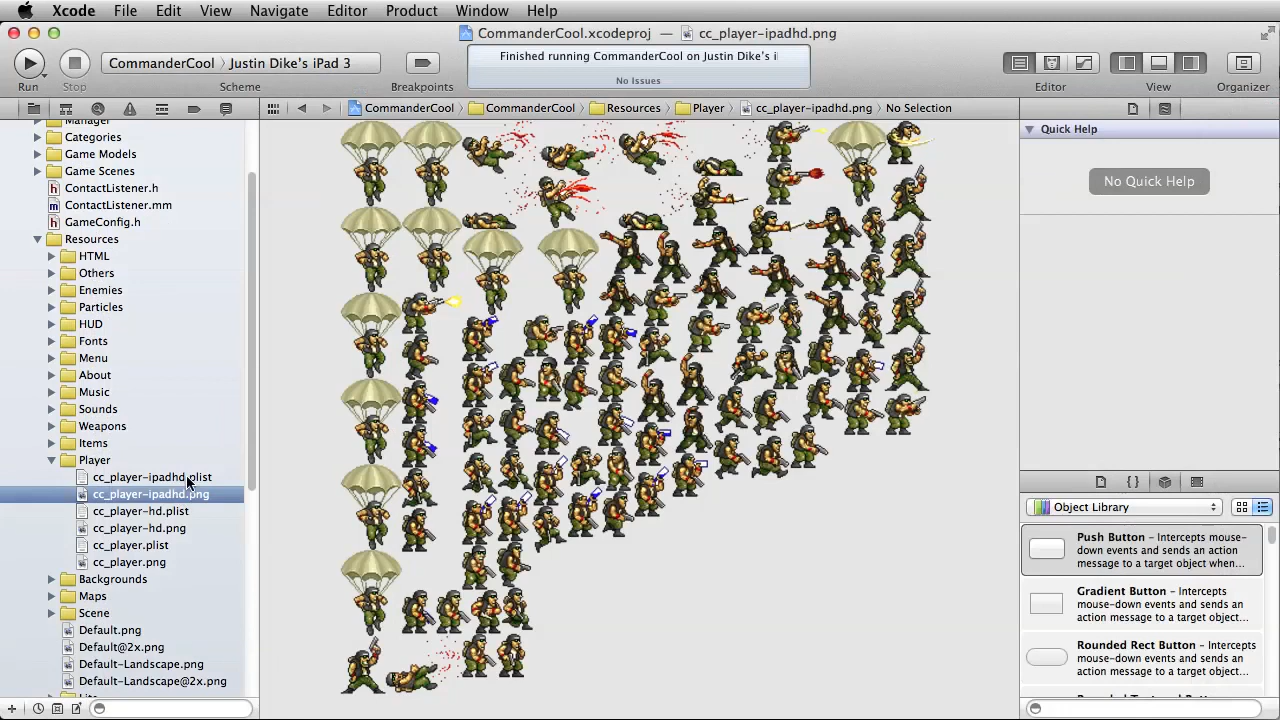 Xcode File Edit View Navigate Editor Product Window Help
CommanderCool.xcodeproj — cc_player-ipadhd.png
CommanderCool Justin Dike's iPad 3
Finished running CommanderCool on Justin Dike's i
No Issues
Run Stop Scheme Breakpoints Editor View Organizer
CommanderCool CommanderCool Resources Player cc_player-ipadhd.png No Selection
Manager
Categories
Game Models
Game Scenes
h ContactListener.h
m ContactListener.mm
h GameConfig.h
Resources
HTML
Others
Enemies
Particles
HUD
Fonts
Menu
About
Music
Sounds
Weapons
Items
Player
cc_player-ipadhd.plist
cc_player-ipadhd.png
cc_player-hd.plist
cc_player-hd.png
cc_player.plist
cc_player.png
Backgrounds
Maps
Scene
Default.png
Default@2x.png
Default-Landscape.png
Default-Landscape@2x.png
Quick Help
No Quick Help
{}
Object Library
Push Button – Intercepts mouse-
down events and sends an action
message to a target object when...
Gradient Button – Intercepts
mouse-down events and sends an
action message to a target object...
Rounded Rect Button – Intercepts
mouse-down events and sends an
action message to a target object...